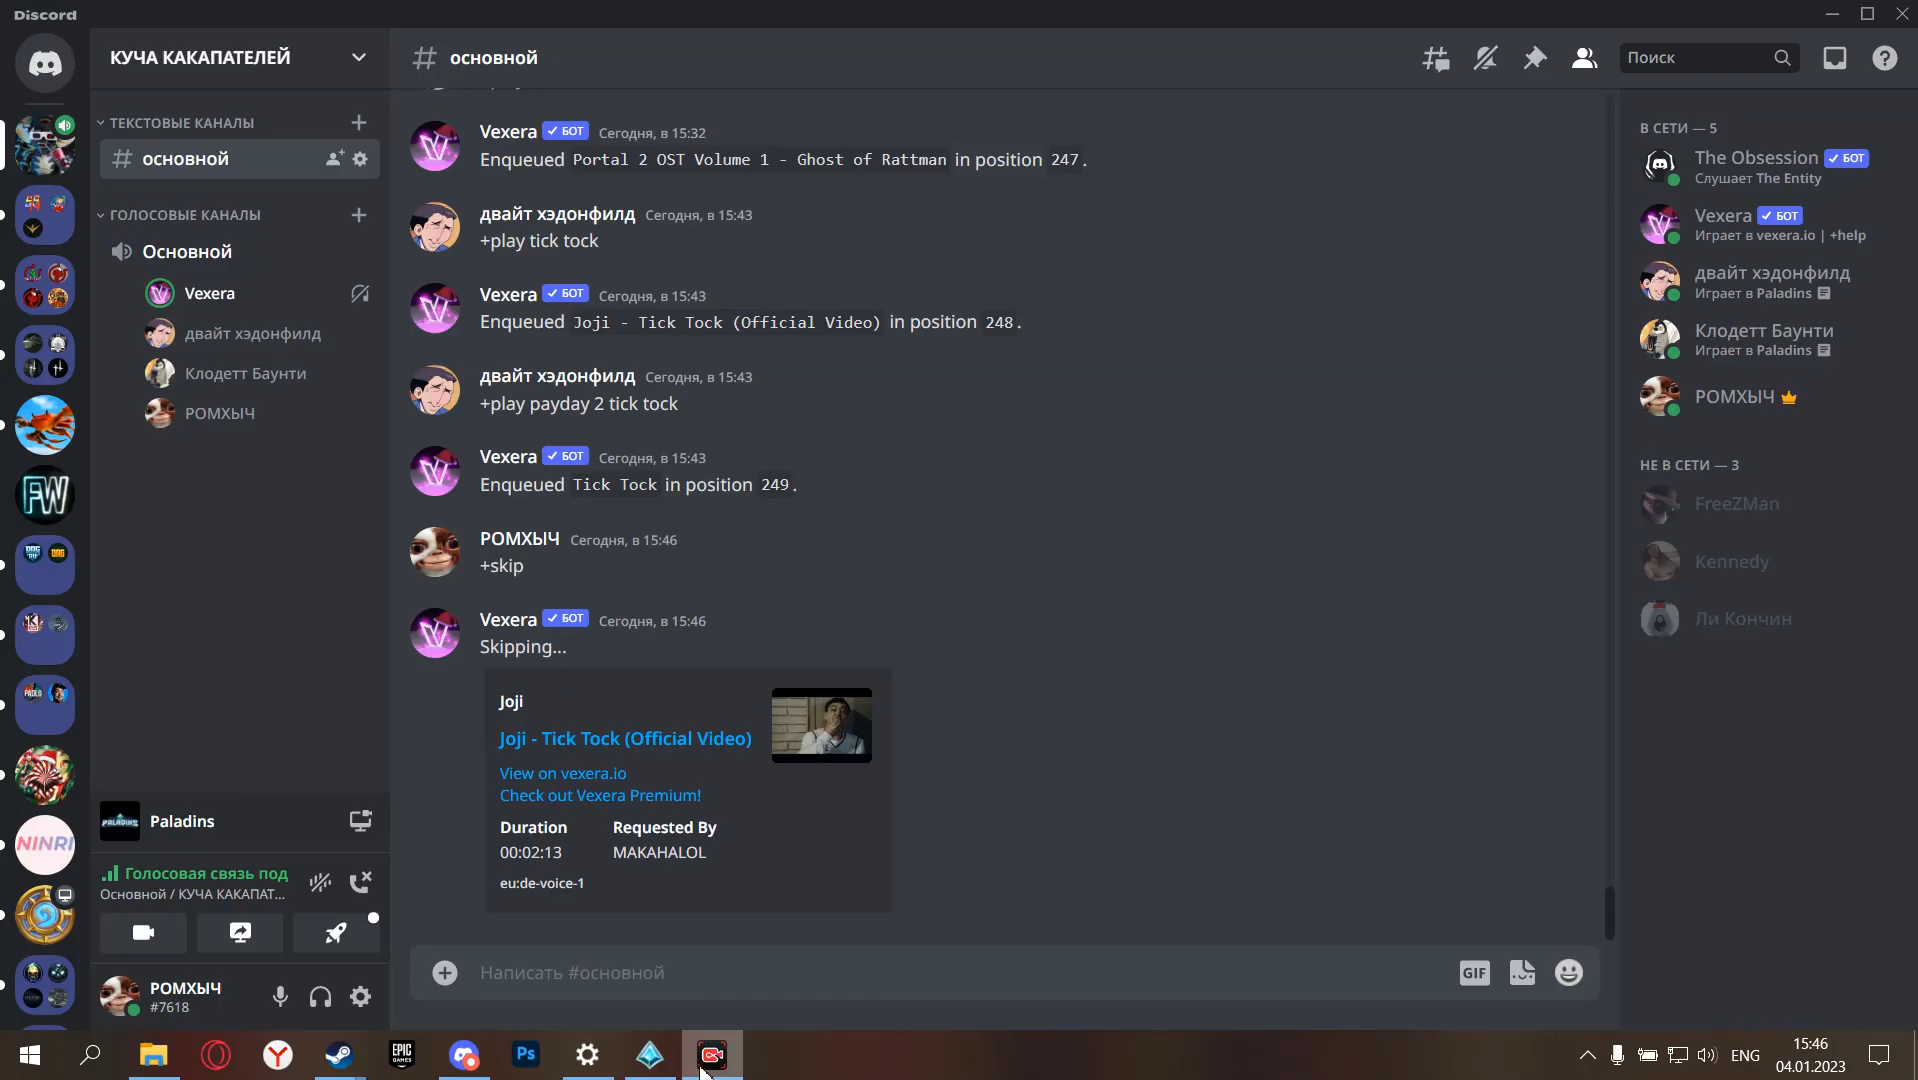 Discord
КУЧА КАКАПАТЕЛЕЙ
ТЕКСТОВЫЕ КАНАЛЫ
основной
ГОЛОСОВЫЕ КАНАЛЫ
Основной
Vexera
двайт хэдонфилд
Клодетт Баунти
РОМХЫЧ
FW
NINRI
PALADINS
Paladins
Голосовая связь под
Основной / КУЧА КАКАПАТ...
РОМХЫЧ
#7618
основной
Поиск
Vexera БОТ Сегодня, в 15:32
Enqueued Portal 2 OST Volume 1 - Ghost of Rattman in position 247.
двайт хэдонфилд Сегодня, в 15:43
+play tick tock
Vexera БОТ Сегодня, в 15:43
Enqueued Joji - Tick Tock (Official Video) in position 248.
двайт хэдонфилд Сегодня, в 15:43
+play payday 2 tick tock
Vexera БОТ Сегодня, в 15:43
Enqueued Tick Tock in position 249.
РОМХЫЧ Сегодня, в 15:46
+skip
Vexera БОТ Сегодня, в 15:46
Skipping...
Joji
Joji - Tick Tock (Official Video)
View on vexera.io
Check out Vexera Premium!
Duration Requested By
00:02:13 MAKAHALOL
eu:de-voice-1
Написать #основной
GIF
В СЕТИ — 5
The Obsession БОТ
Слушает The Entity
Vexera БОТ
Играет в vexera.io | +help
двайт хэдонфилд
Играет в Paladins
Клодетт Баунти
Играет в Paladins
РОМХЫЧ
НЕ В СЕТИ — 3
FreeZMan
Kennedy
Ли Кончин
EPIC
GAMES
Ps
ENG
15:46
04.01.2023